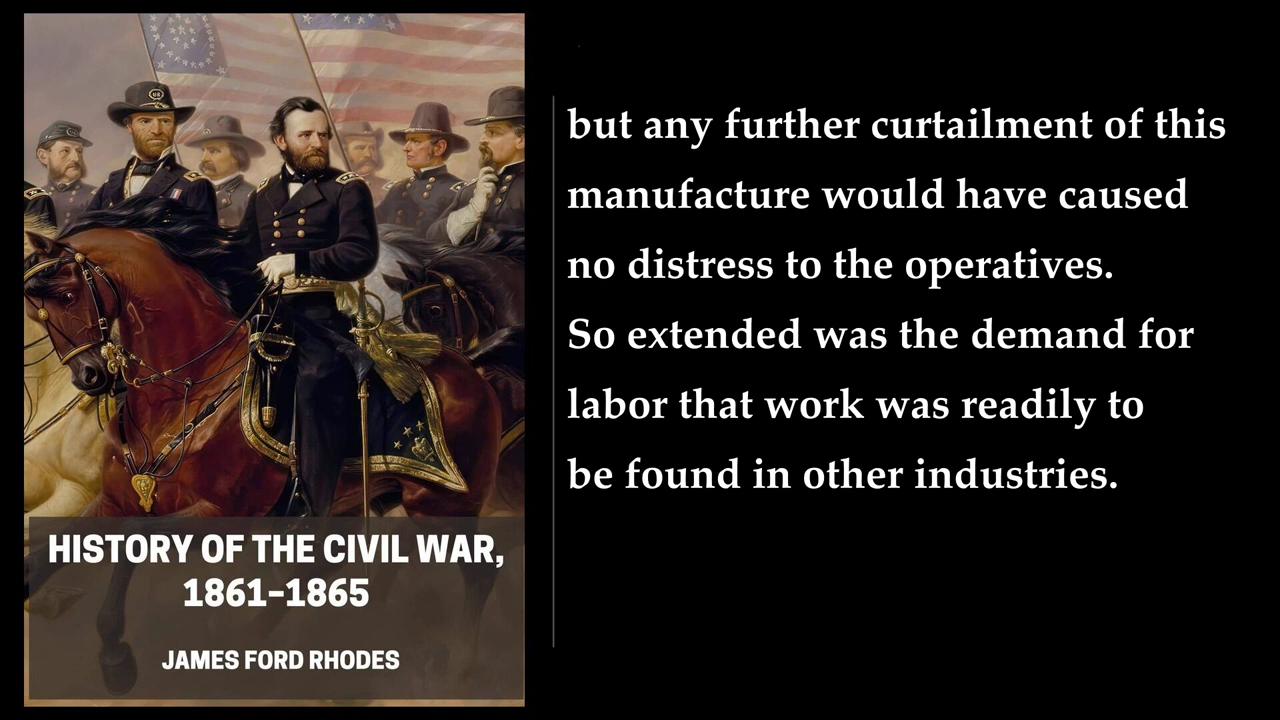 HISTORY OF THE CIVIL WAR,
1861–1865
JAMES FORD RHODES
but any further curtailment of this
manufacture would have caused
no distress to the operatives.
So extended was the demand for
labor that work was readily to
be found in other industries.